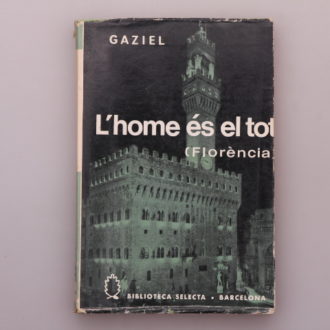 GAZIEL
L'home és el tot
(Florència)
BIBLIOTECA SELECTA • BARCELONA